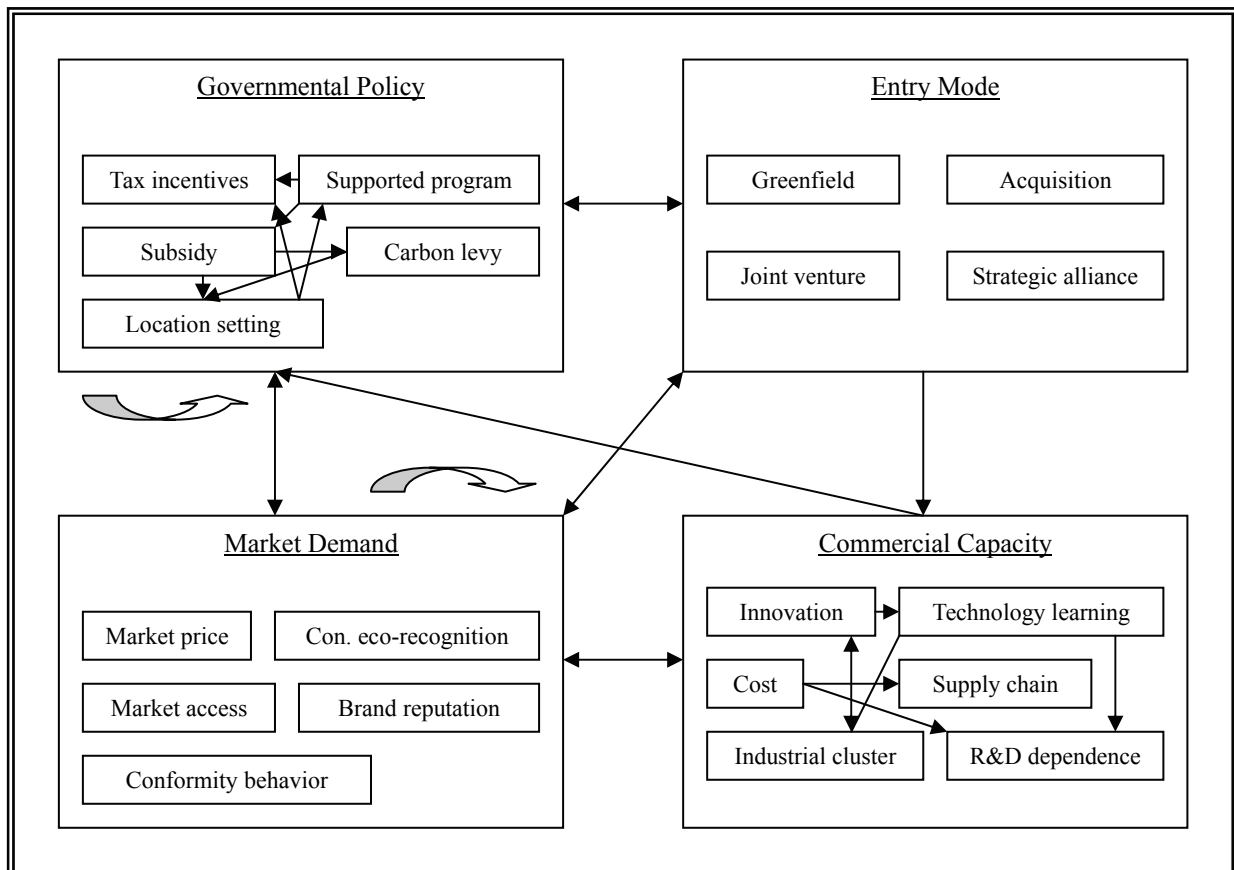 Governmental Policy
Tax incentives
Supported program
Subsidy
Carbon levy
Location setting
Entry Mode
Greenfield
Acquisition
Joint venture
Strategic alliance
Market Demand
Market price
Con. eco-recognition
Market access
Brand reputation
Conformity behavior
Commercial Capacity
Innovation
Technology learning
Cost
Supply chain
Industrial cluster
R&D dependence